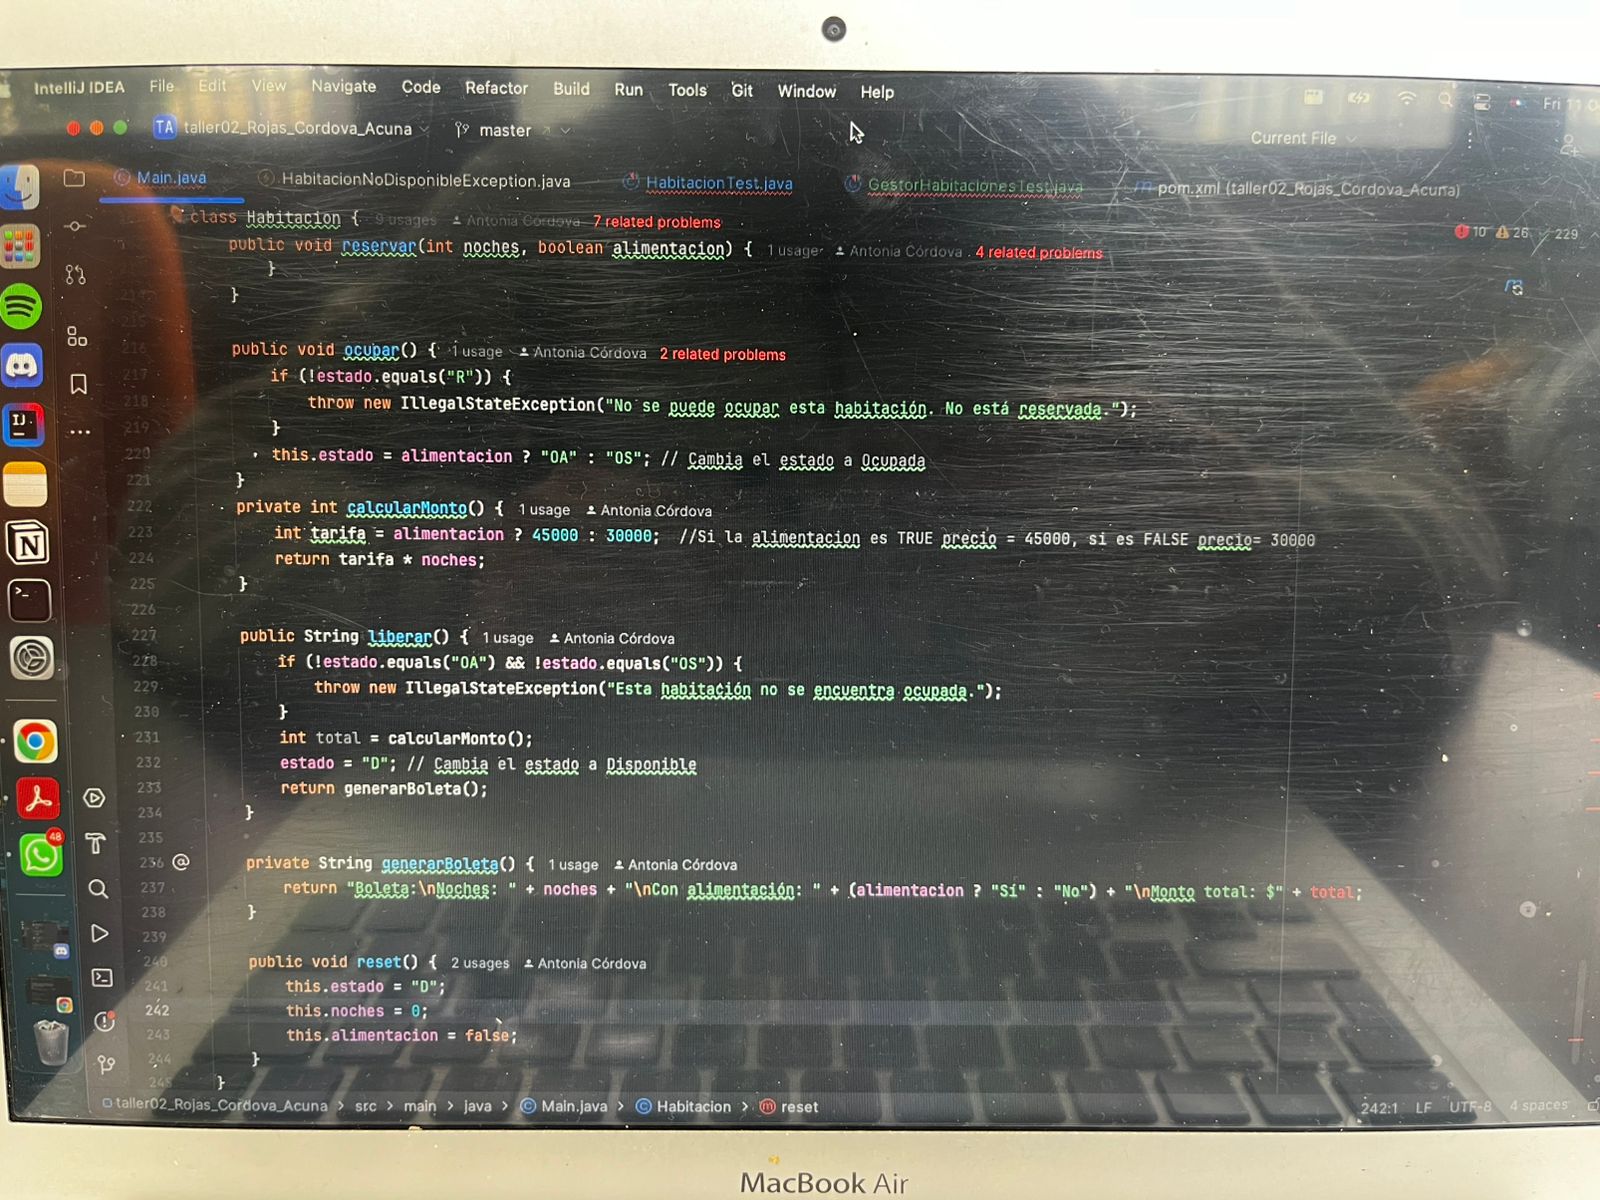 IntelliJ IDEA File Edit View Navigate Code Refactor Build Run Tools Git Window Help Fri 11
TA taller02_Rojas_Cordova_Acuna master Current File
Main.java HabitacionNoDisponibleException.java HabitacionTest.java GestorHabitacionesTest.java pom.xml (taller02_Rojas_Cordova_Acuna)
class Habitacion { 9 usages Antonia Córdova 7 related problems
10 26 229
public void reservar(int noches, boolean alimentacion) { 1 usage Antonia Córdova 4 related problems
}
214 }
215
216 public void ocupar() { 1 usage Antonia Córdova 2 related problems
217 if (!estado.equals("R")) {
218 throw new IllegalStateException("No se puede ocupar esta habitación. No está reservada.");
219 }
220 this.estado = alimentacion ? "OA" : "OS"; // Cambia el estado a Ocupada
221 }
222 private int calcularMonto() { 1 usage Antonia Córdova
223 int tarifa = alimentacion ? 45000 : 30000; //Si la alimentacion es TRUE precio = 45000, si es FALSE precio= 30000
224 return tarifa * noches;
225 }
226
227 public String liberar() { 1 usage Antonia Córdova
228 if (!estado.equals("OA") && !estado.equals("OS")) {
229 throw new IllegalStateException("Esta habitación no se encuentra ocupada.");
230 }
231 int total = calcularMonto();
232 estado = "D"; // Cambia el estado a Disponible
233 return generarBoleta();
234 }
235
236 private String generarBoleta() { 1 usage Antonia Córdova
237 return "Boleta:\nNoches: " + noches + "\nCon alimentación: " + (alimentacion ? "Sí" : "No") + "\nMonto total: $" + total;
238 }
239
240 public void reset() { 2 usages Antonia Córdova
241 this.estado = "D";
242 this.noches = 0;
243 this.alimentacion = false;
244 }
245 }
48
taller02_Rojas_Cordova_Acuna > src > main > java > Main.java > Habitacion > reset 242:1 LF UTF-8 4 spaces
MacBook Air